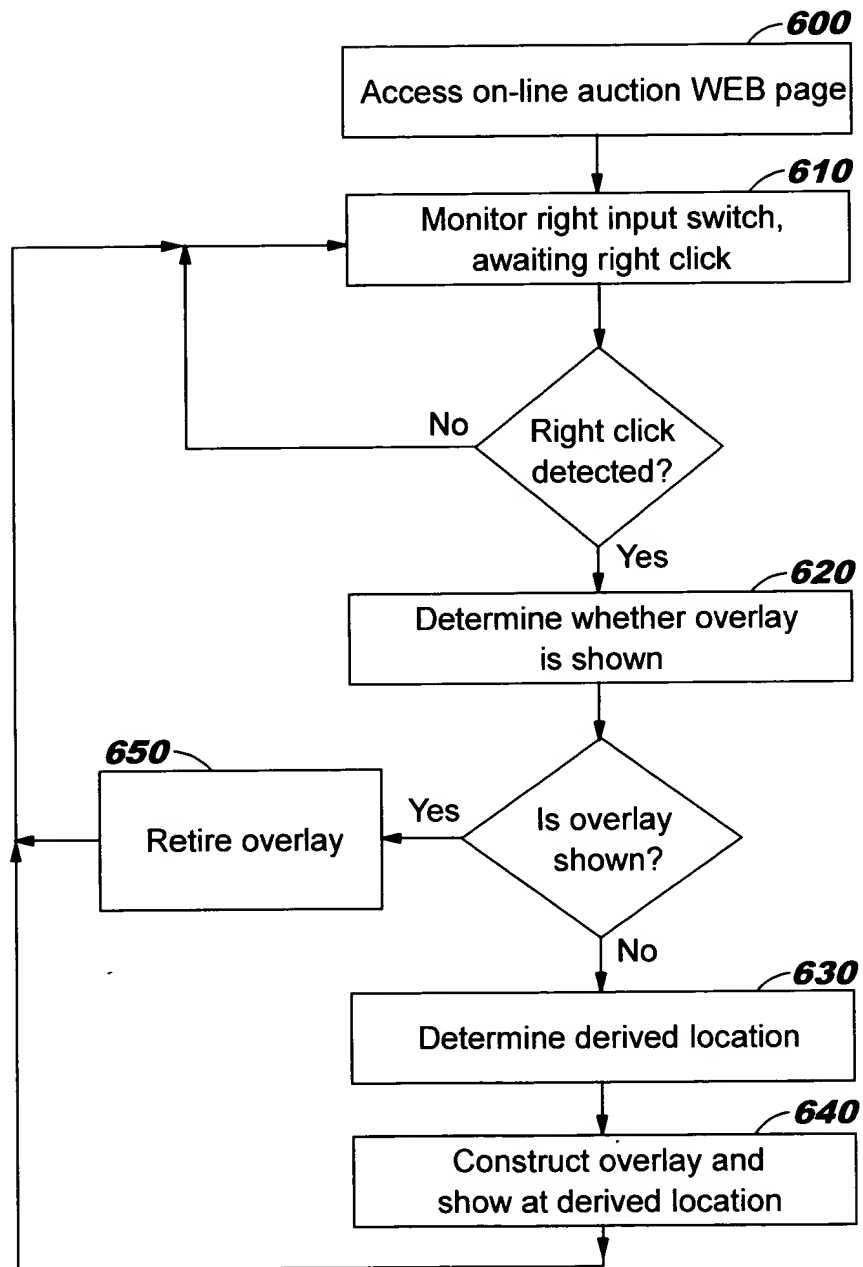 600
Access on-line auction WEB page
610
Monitor right input switch,
awaiting right click
No
Right click
detected?
Yes
620
Determine whether overlay
is shown
650
Retire overlay
Yes
Is overlay
shown?
No
630
Determine derived location
640
Construct overlay and
show at derived location